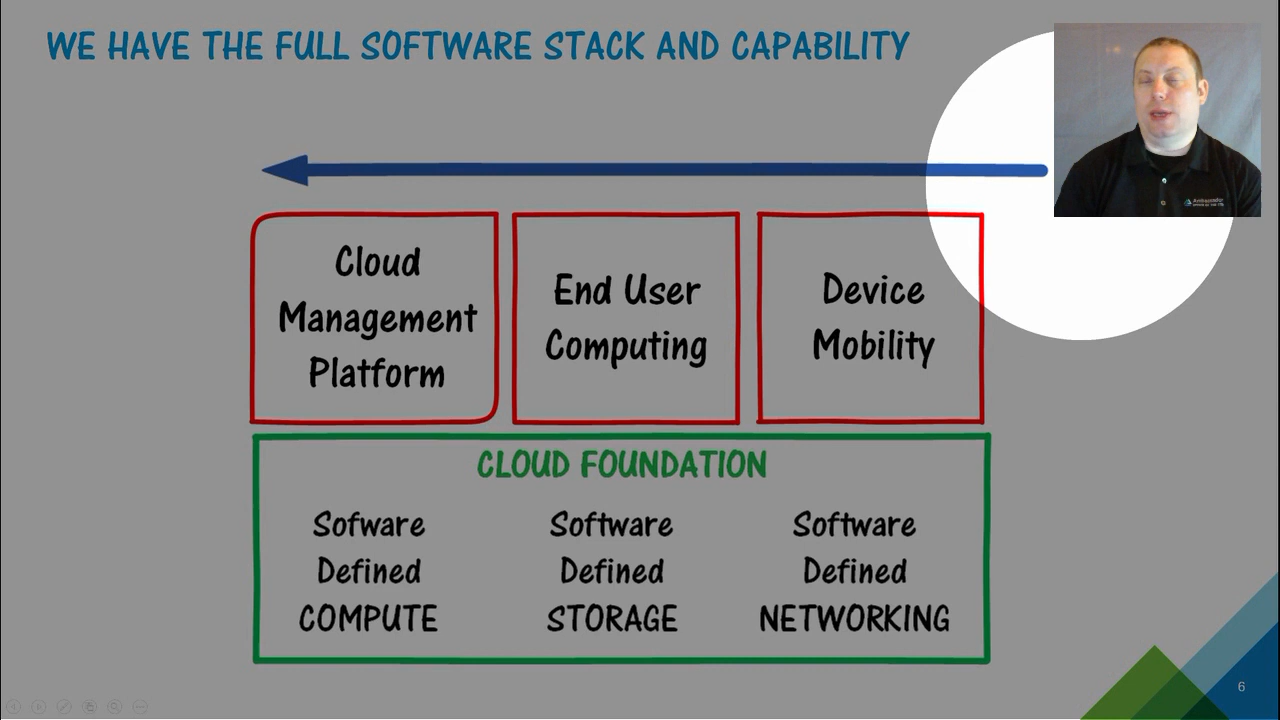 WE HAVE THE FULL SOFTWARE STACK AND CAPABILITY
Cloud
Management
Platform
End User
Computing
Device
Mobility
CLOUD FOUNDATION
Sofware
Defined
COMPUTE
Software
Defined
STORAGE
Software
Defined
NETWORKING
6